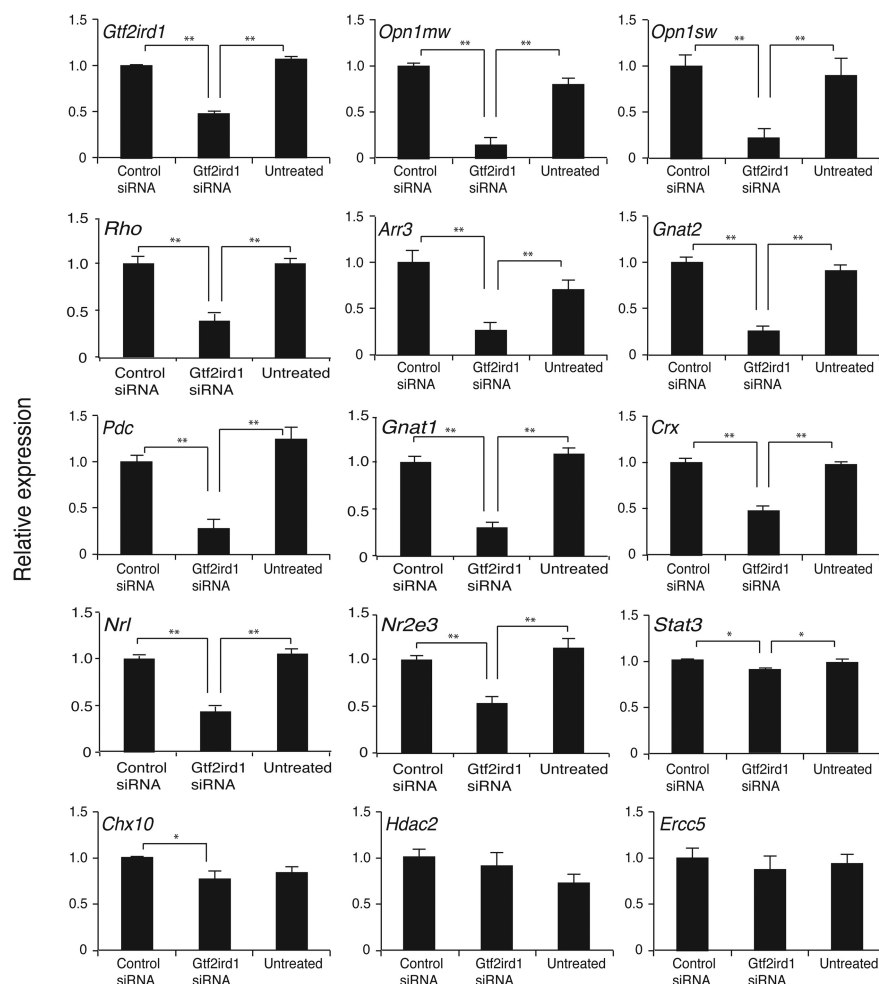 Relative expression
Gtf2ird1
**
**
1.5
1.0
0.5
0
Control
siRNA
Gtf2ird1
siRNA
Untreated
Opn1mw
**
**
1.5
1.0
0.5
0
Control
siRNA
Gtf2ird1
siRNA
Untreated
Opn1sw
**
**
1.5
1.0
0.5
0
Control
siRNA
Gtf2ird1
siRNA
Untreated
Rho
**
**
1.5
1.0
0.5
0
Control
siRNA
Gtf2ird1
siRNA
Untreated
Arr3
**
**
1.5
1.0
0.5
0
Control
siRNA
Gtf2ird1
siRNA
Untreated
Gnat2
**
**
1.5
1.0
0.5
0
Control
siRNA
Gtf2ird1
siRNA
Untreated
Pdc
**
**
1.5
1.0
0.5
0
Control
siRNA
Gtf2ird1
siRNA
Untreated
Gnat1
**
**
1.5
1.0
0.5
0
Control
siRNA
Gtf2ird1
siRNA
Untreated
Crx
**
**
1.5
1.0
0.5
0
Control
siRNA
Gtf2ird1
siRNA
Untreated
Nrl
**
**
1.5
1.0
0.5
0
Control
siRNA
Gtf2ird1
siRNA
Untreated
Nr2e3
**
**
1.5
1.0
0.5
0
Control
siRNA
Gtf2ird1
siRNA
Untreated
Stat3
*
*
1.5
1.0
0.5
0
Control
siRNA
Gtf2ird1
siRNA
Untreated
Chx10
*
1.5
1.0
0.5
0
Control
siRNA
Gtf2ird1
siRNA
Untreated
Hdac2
1.5
1.0
0.5
0
Control
siRNA
Gtf2ird1
siRNA
Untreated
Ercc5
1.5
1.0
0.5
0
Control
siRNA
Gtf2ird1
siRNA
Untreated